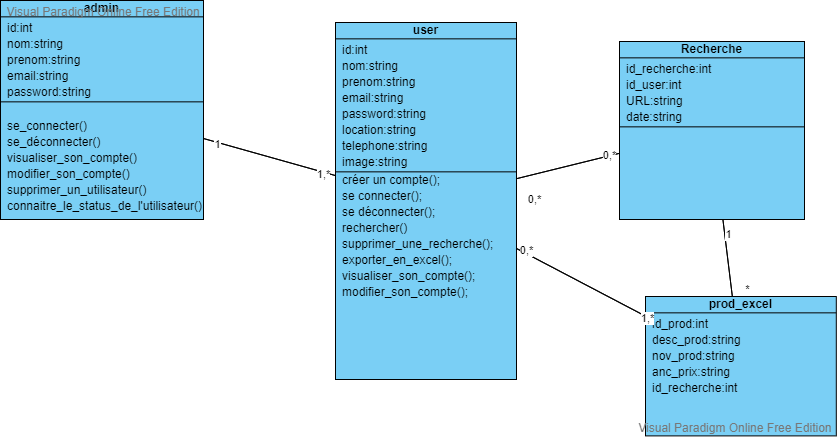 admin
Visual Paradigm Online Free Edition
id:int
nom:string
prenom:string
email:string
password:string
se_connecter()
se_déconnecter()
visualiser_son_compte()
modifier_son_compte()
supprimer_un_utilisateur()
connaitre_le_status_de_l'utilisateur()
1
1,*
user
id:int
nom:string
prenom:string
email:string
password:string
location:string
telephone:string
image:string
créer un compte();
se connecter();
se déconnecter();
rechercher()
supprimer_une_recherche();
exporter_en_excel();
visualiser_son_compte();
modifier_son_compte();
0,*
0,*
0,*
1,*
Recherche
id_recherche:int
id_user:int
URL:string
date:string
1
*
prod_excel
id_prod:int
desc_prod:string
nov_prod:string
anc_prix:string
id_recherche:int
Visual Paradigm Online Free Edition